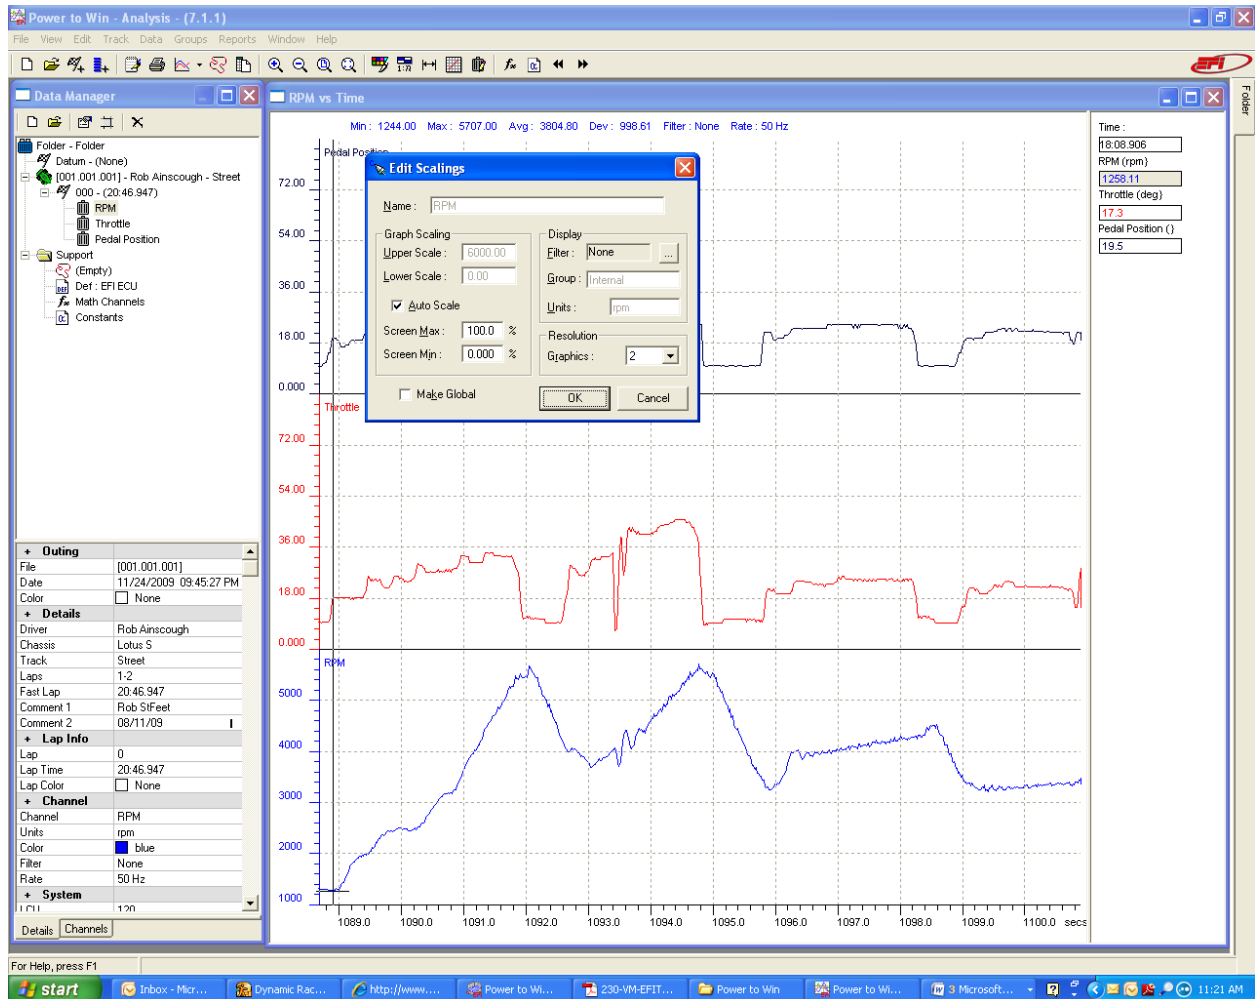 Power to Win - Analysis - (7.1.1)
File View Edit Track Data Groups Reports Window Help
EFI
Data Manager
Folder - Folder
Datum - (None)
[001.001.001] - Rob Ainscough - Street
000 - (20:46.947)
RPM
Throttle
Pedal Position
Support
(Empty)
Def : EFI ECU
Math Channels
Constants
+ Outing
File [001.001.001]
Date 11/24/2009 09:45:27 PM
Color None
+ Details
Driver Rob Ainscough
Chassis Lotus S
Track Street
Laps 1-2
Fast Lap 20:46.947
Comment 1 Rob StFeet
Comment 2 08/11/09
+ Lap Info
Lap 0
Lap Time 20:46.947
Lap Color None
+ Channel
Channel RPM
Units rpm
Color blue
Filter None
Rate 50 Hz
+ System
LCU 120
Details Channels
RPM vs Time
Min : 1244.00 Max : 5707.00 Avg : 3804.80 Dev : 998.61 Filter : None Rate : 50 Hz
Pedal Position
72.00
54.00
36.00
18.00
0.000
Throttle
72.00
54.00
36.00
18.00
0.000
RPM
5000
4000
3000
2000
1000
1089.0 1090.0 1091.0 1092.0 1093.0 1094.0 1095.0 1096.0 1097.0 1098.0 1099.0 1100.0 secs
Edit Scalings
Name : RPM
Graph Scaling
Upper Scale : 6000.00
Lower Scale : 0.00
Auto Scale
Screen Max : 100.0 %
Screen Min : 0.000 %
Display
Filter : None ...
Group : Internal
Units : rpm
Resolution
Graphics : 2
Make Global
OK Cancel
Time :
18:08.906
RPM (rpm)
1258.11
Throttle (deg)
17.3
Pedal Position ()
19.5
Folder
For Help, press F1
start Inbox - Micr... Dynamic Rac... http://www.... Power to Wi... 230-VM-EFIT... Power to Win Power to Wi... 3 Microsoft... 11:21 AM